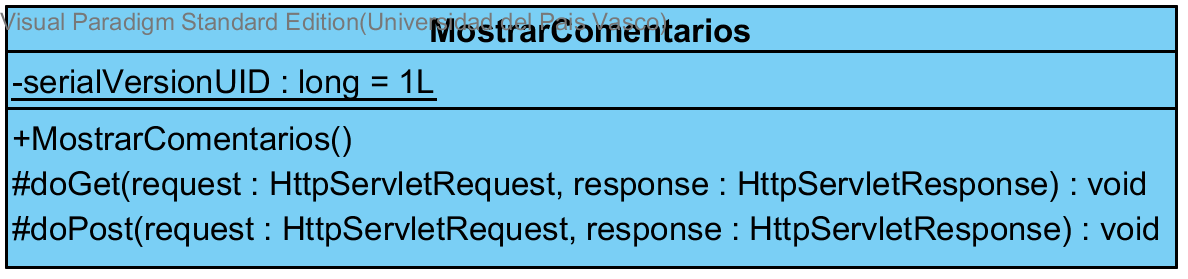 Visual Paradigm Standard Edition(Universidad del Pais Vasco)
MostrarComentarios
-serialVersionUID : long = 1L
+MostrarComentarios()
#doGet(request : HttpServletRequest, response : HttpServletResponse) : void
#doPost(request : HttpServletRequest, response : HttpServletResponse) : void